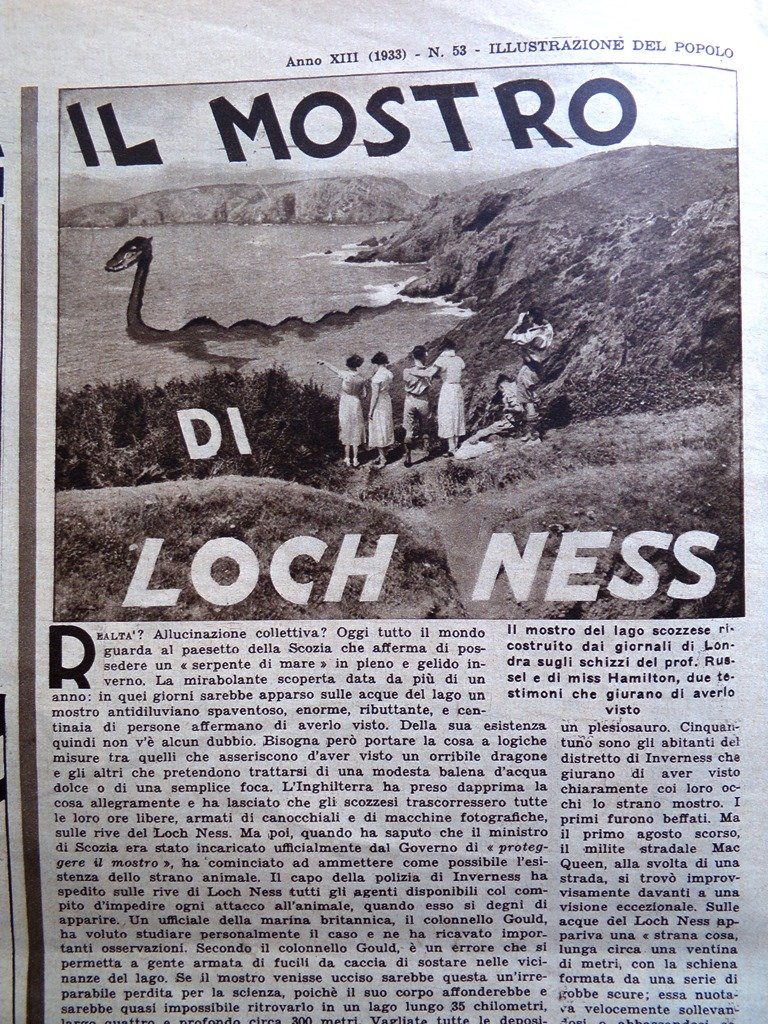 Anno XIII (1933) - N. 53 - ILLUSTRAZIONE DEL POPOLO
IL MOSTRO
DI
LOCH NESS
REALTA'? Allucinazione collettiva? Oggi tutto il mondo
guarda al paesetto della Scozia che afferma di pos-
sedere un « serpente di mare » in pieno e gelido in-
verno. La mirabolante scoperta data da più di un
anno: in quei giorni sarebbe apparso sulle acque del lago un
mostro antidiluviano spaventoso, enorme, ributtante, e cen-
tinaia di persone affermano di averlo visto. Della sua esistenza
quindi non v'è alcun dubbio. Bisogna però portare la cosa a logiche
misure tra quelli che asseriscono d'aver visto un orribile dragone
e gli altri che pretendono trattarsi di una modesta balena d'acqua
dolce o di una semplice foca. L'Inghilterra ha preso dapprima la
cosa allegramente e ha lasciato che gli scozzesi trascorressero tutte
le loro ore libere, armati di canocchiali e di macchine fotografiche,
sulle rive del Loch Ness. Ma poi, quando ha saputo che il ministro
di Scozia era stato incaricato ufficialmente dal Governo di « proteg-
gere il mostro », ha cominciato ad ammettere come possibile l'esi-
stenza dello strano animale. Il capo della polizia di Inverness ha
spedito sulle rive di Loch Ness tutti gli agenti disponibili col com-
pito d'impedire ogni attacco all'animale, quando esso si degni di
apparire. Un ufficiale della marina britannica, il colonnello Gould,
ha voluto studiare personalmente il caso e ne ha ricavato impor-
tanti osservazioni. Secondo il colonnello Gould, è un errore che si
permetta a gente armata di fucili da caccia di sostare nelle vici-
nanze del lago. Se il mostro venisse ucciso sarebbe questa un'irre-
parabile perdita per la scienza, poichè il suo corpo affonderebbe e
sarebbe quasi impossibile ritrovarlo in un lago lungo 35 chilometri,
largo quattro e profondo circa 300 metri. Vagliate tutte le deposi-
Il mostro del lago scozzese ri-
costruito dai giornali di Lon-
dra sugli schizzi del prof. Rus-
sel e di miss Hamilton, due te-
stimoni che giurano di averlo
visto
un plesiosauro. Cinquan-
tuno sono gli abitanti del
distretto di Inverness che
giurano di aver visto
chiaramente coi loro oc-
chi lo strano mostro. I
primi furono beffati. Ma
il primo agosto scorso,
il milite stradale Mac
Queen, alla svolta di una
strada, si trovò improv-
visamente davanti a una
visione eccezionale. Sulle
acque del Loch Ness ap-
pariva una « strana cosa,
lunga circa una ventina
di metri, con la schiena
formata da una serie di
gobbe scure; essa nuota-
va velocemente sollevan-